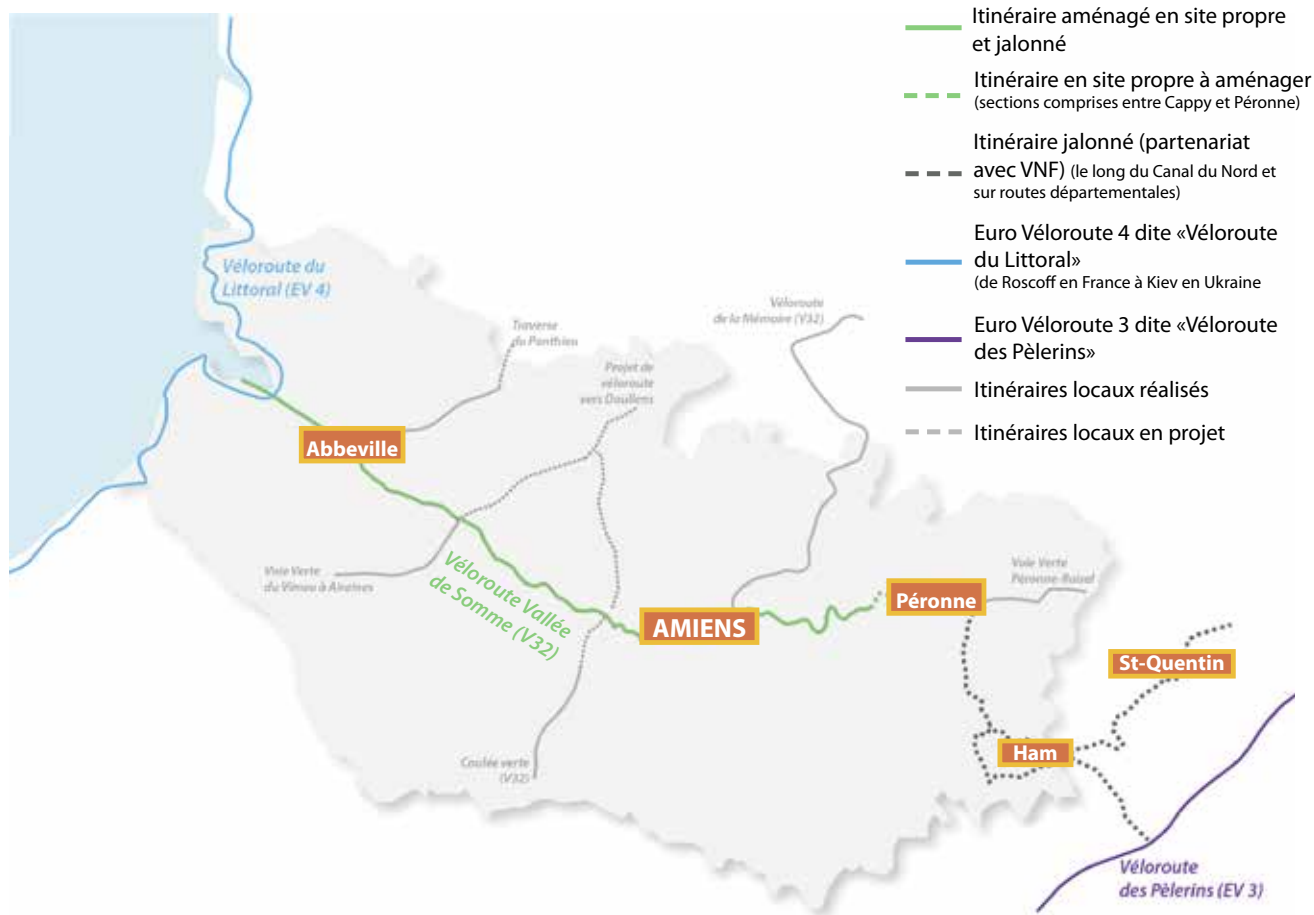 Itinéraire aménagé en site propre
et jalonné
Itinéraire en site propre à aménager
(sections comprises entre Cappy et Péronne)
Itinéraire jalonné (partenariat
avec VNF) (le long du Canal du Nord et
sur routes départementales)
Euro Véloroute 4 dite «Véloroute
du Littoral»
(de Roscoff en France à Kiev en Ukraine
Euro Véloroute 3 dite «Véloroute
des Pèlerins»
Itinéraires locaux réalisés
Itinéraires locaux en projet
Véloroute du
Littoral (EV 4)
Véloroute
de la Mémoire (V32)
Traverse
du Ponthieu
Projet de
véloroute
vers Doullens
Abbeville
Voie Verte
du Vimeu à Airaines
Véloroute Vallée
de Somme (V32)
AMIENS
Péronne
Voie Verte
Péronne-Roisel
St-Quentin
Ham
Coulée verte
(V32)
Véloroute
des Pèlerins (EV 3)